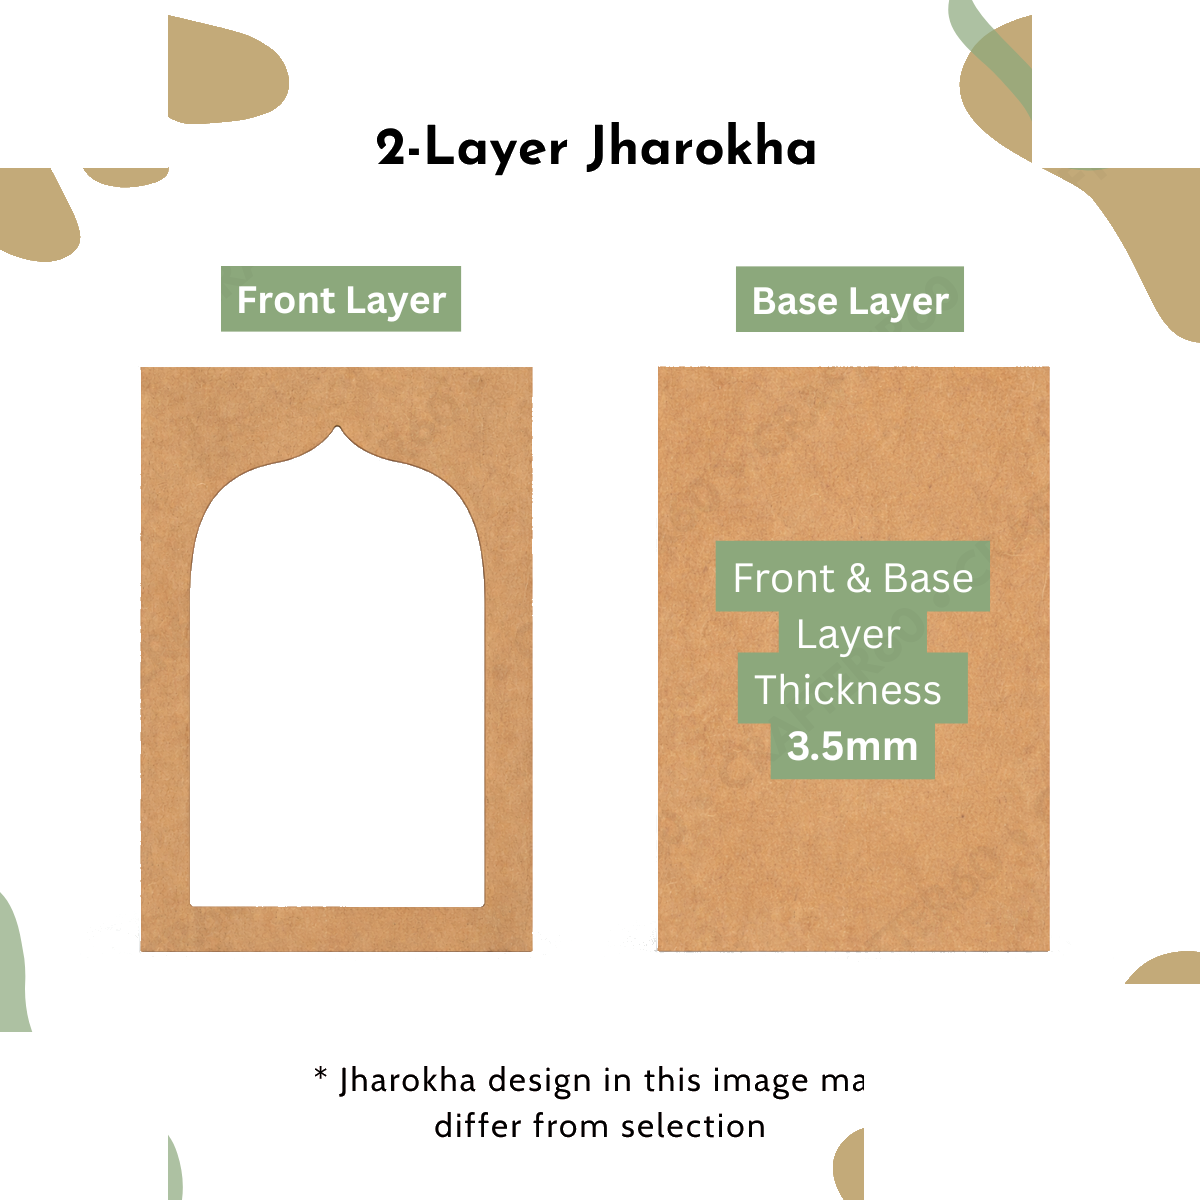 2-Layer Jharokha
Front Layer
Base Layer
Front & Base
Layer
Thickness
3.5mm
* Jharokha design in this image ma
differ from selection